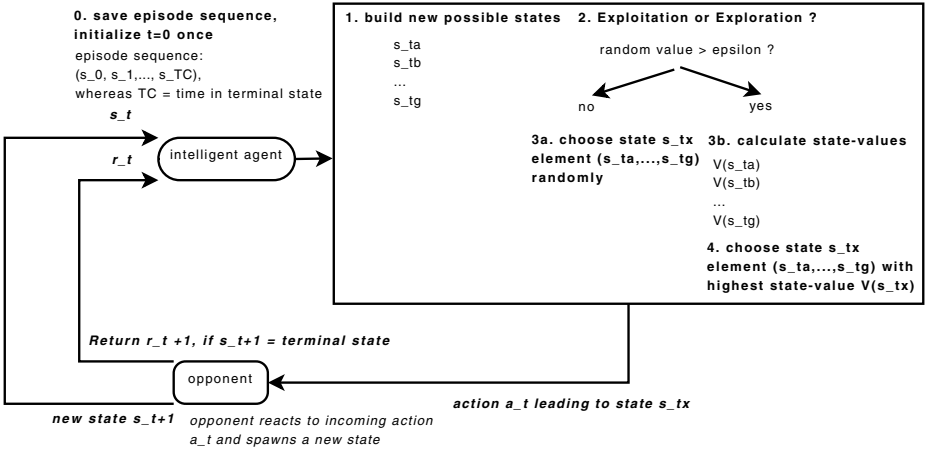 0. save episode sequence,
initialize t=0 once
episode sequence:
(s_0, s_1,..., s_TC),
whereas TC = time in terminal state
s_t
r_t
intelligent agent
1. build new possible states
s_ta
s_tb
...
s_tg
2. Exploitation or Exploration ?
random value > epsilon ?
no
yes
3a. choose state s_tx
element (s_ta,...,s_tg)
randomly
3b. calculate state-values
V(s_ta)
V(s_tb)
...
V(s_tg)
4. choose state s_tx
element (s_ta,...,s_tg) with
highest state-value V(s_tx)
Return r_t +1, if s_t+1 = terminal state
opponent
action a_t leading to state s_tx
new state s_t+1
opponent reacts to incoming action
a_t and spawns a new state